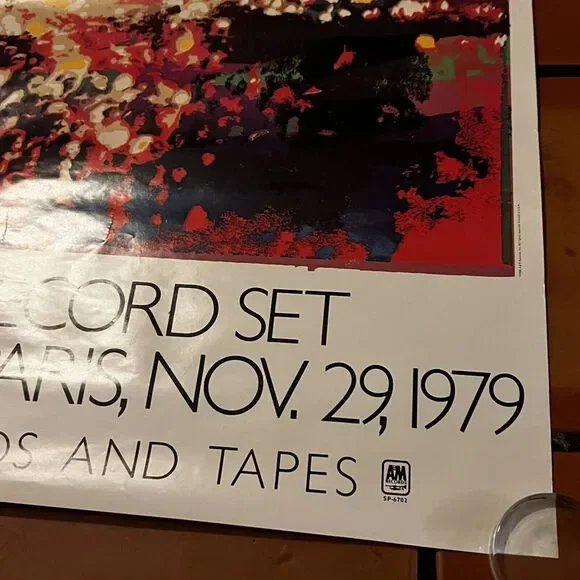 ECORD SET
ARIS, NOV. 29, 1979
DS AND TAPES
A&M
RECORDS
SP-6702